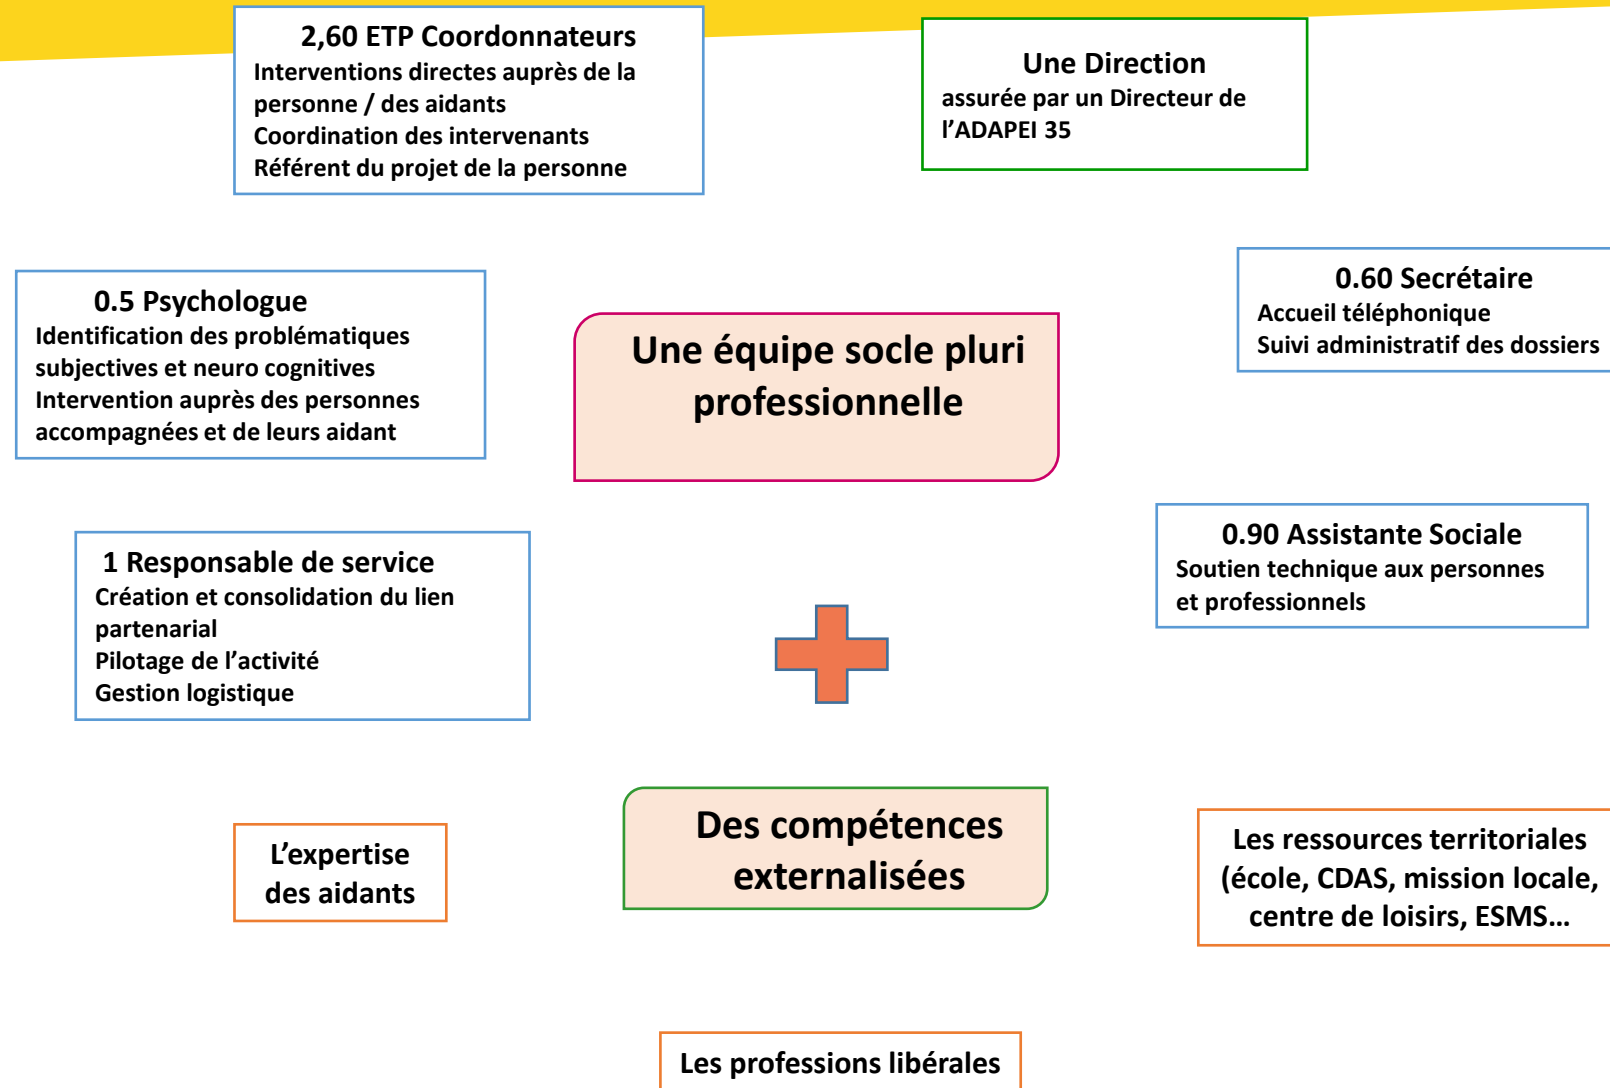 2,60 ETP Coordonnateurs
Interventions directes auprès de la
personne / des aidants
Coordination des intervenants
Référent du projet de la personne
Une Direction
assurée par un Directeur de
l’ADAPEI 35
0.5 Psychologue
Identification des problématiques
subjectives et neuro cognitives
Intervention auprès des personnes
accompagnées et de leurs aidant
Une équipe socle pluri
professionnelle
0.60 Secrétaire
Accueil téléphonique
Suivi administratif des dossiers
1 Responsable de service
Création et consolidation du lien
partenarial
Pilotage de l’activité
Gestion logistique
0.90 Assistante Sociale
Soutien technique aux personnes
et professionnels
L’expertise
des aidants
Des compétences
externalisées
Les ressources territoriales
(école, CDAS, mission locale,
centre de loisirs, ESMS…
Les professions libérales